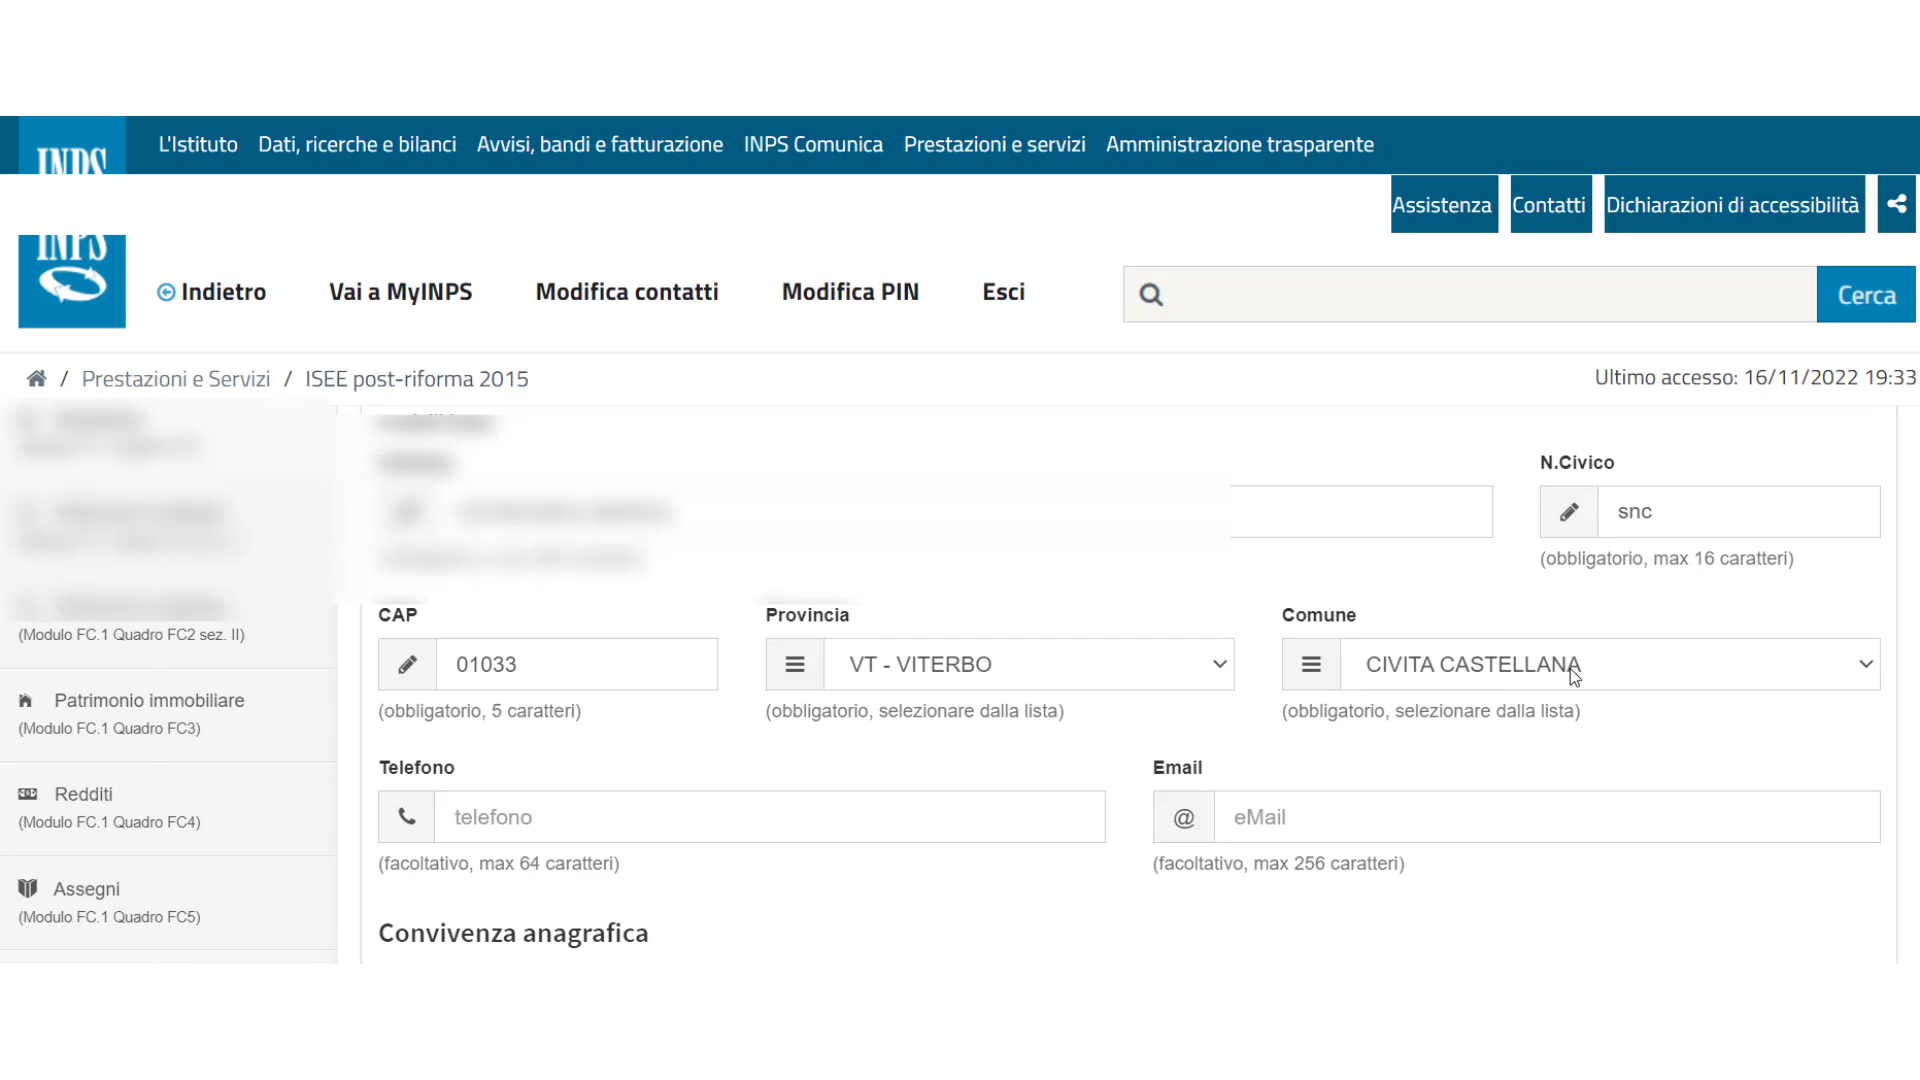 INPS
L'Istituto Dati, ricerche e bilanci Avvisi, bandi e fatturazione INPS Comunica Prestazioni e servizi Amministrazione trasparente
Assistenza Contatti Dichiarazioni di accessibilità
INPS
Indietro Vai a MyINPS Modifica contatti Modifica PIN Esci Cerca
/ Prestazioni e Servizi / ISEE post-riforma 2015 Ultimo accesso: 16/11/2022 19:33
N.Civico
snc
(obbligatorio, max 16 caratteri)
CAP Provincia Comune
(Modulo FC.1 Quadro FC2 sez. II)
01033 VT - VITERBO CIVITA CASTELLANA
(obbligatorio, 5 caratteri) (obbligatorio, selezionare dalla lista) (obbligatorio, selezionare dalla lista)
Patrimonio immobiliare
(Modulo FC.1 Quadro FC3)
Telefono Email
Redditi
(Modulo FC.1 Quadro FC4)
telefono @ eMail
(facoltativo, max 64 caratteri) (facoltativo, max 256 caratteri)
Assegni
(Modulo FC.1 Quadro FC5)
Convivenza anagrafica